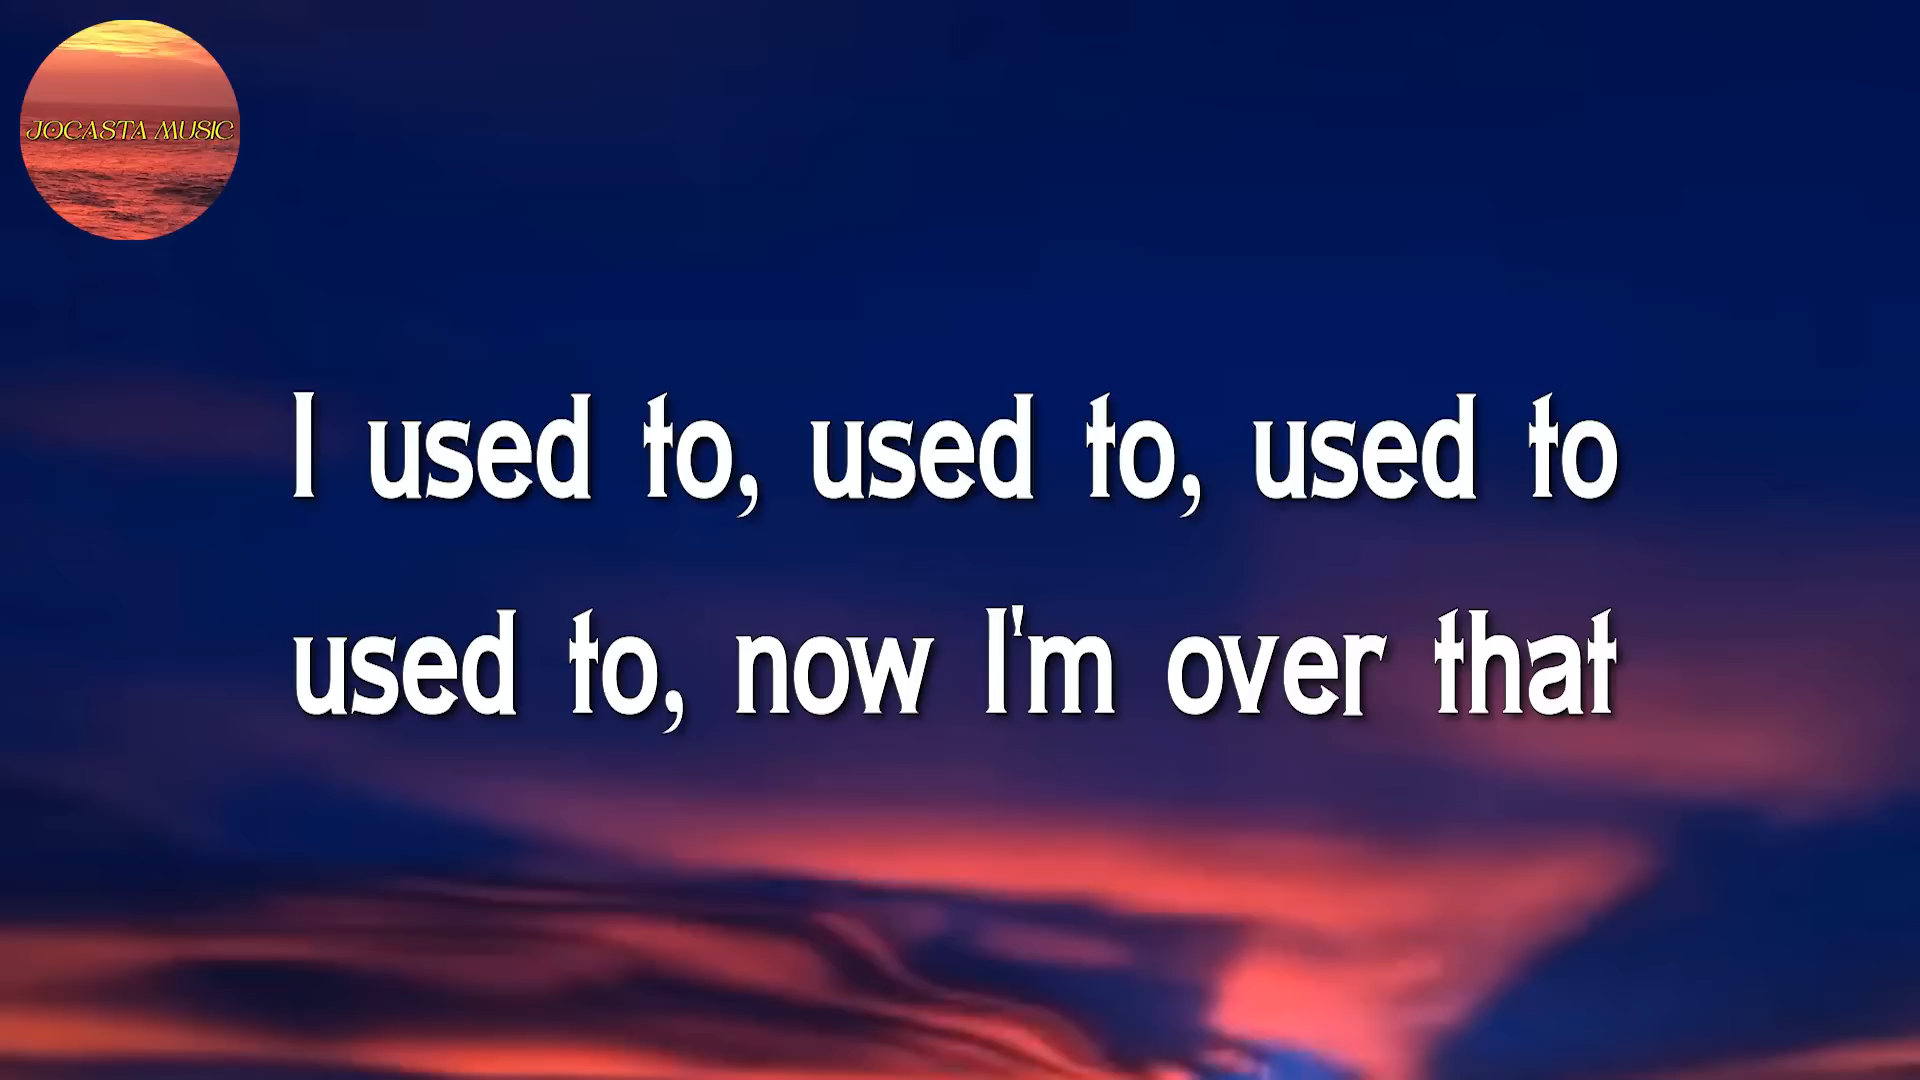 JOCASTA MUSIC
I used to, used to, used to
used to, now I'm over that